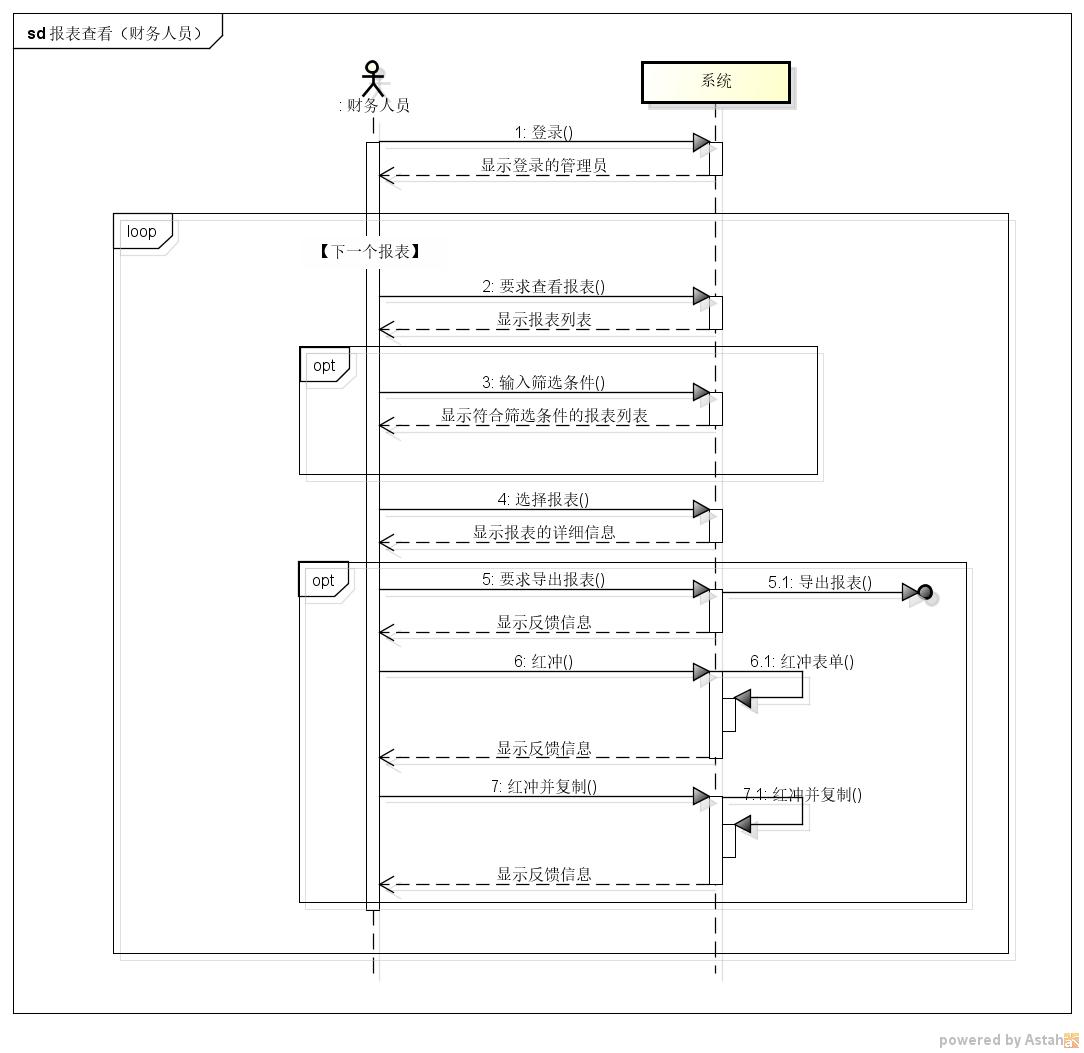 sd 报表查看（财务人员）
: 财务人员
系统
1: 登录()
显示登录的管理员
loop
【下一个报表】
2: 要求查看报表()
显示报表列表
opt
3: 输入筛选条件()
显示符合筛选条件的报表列表
4: 选择报表()
显示报表的详细信息
opt
5: 要求导出报表()
5.1: 导出报表()
显示反馈信息
6: 红冲()
6.1: 红冲表单()
显示反馈信息
7: 红冲并复制()
7.1: 红冲并复制()
显示反馈信息
powered by Astah